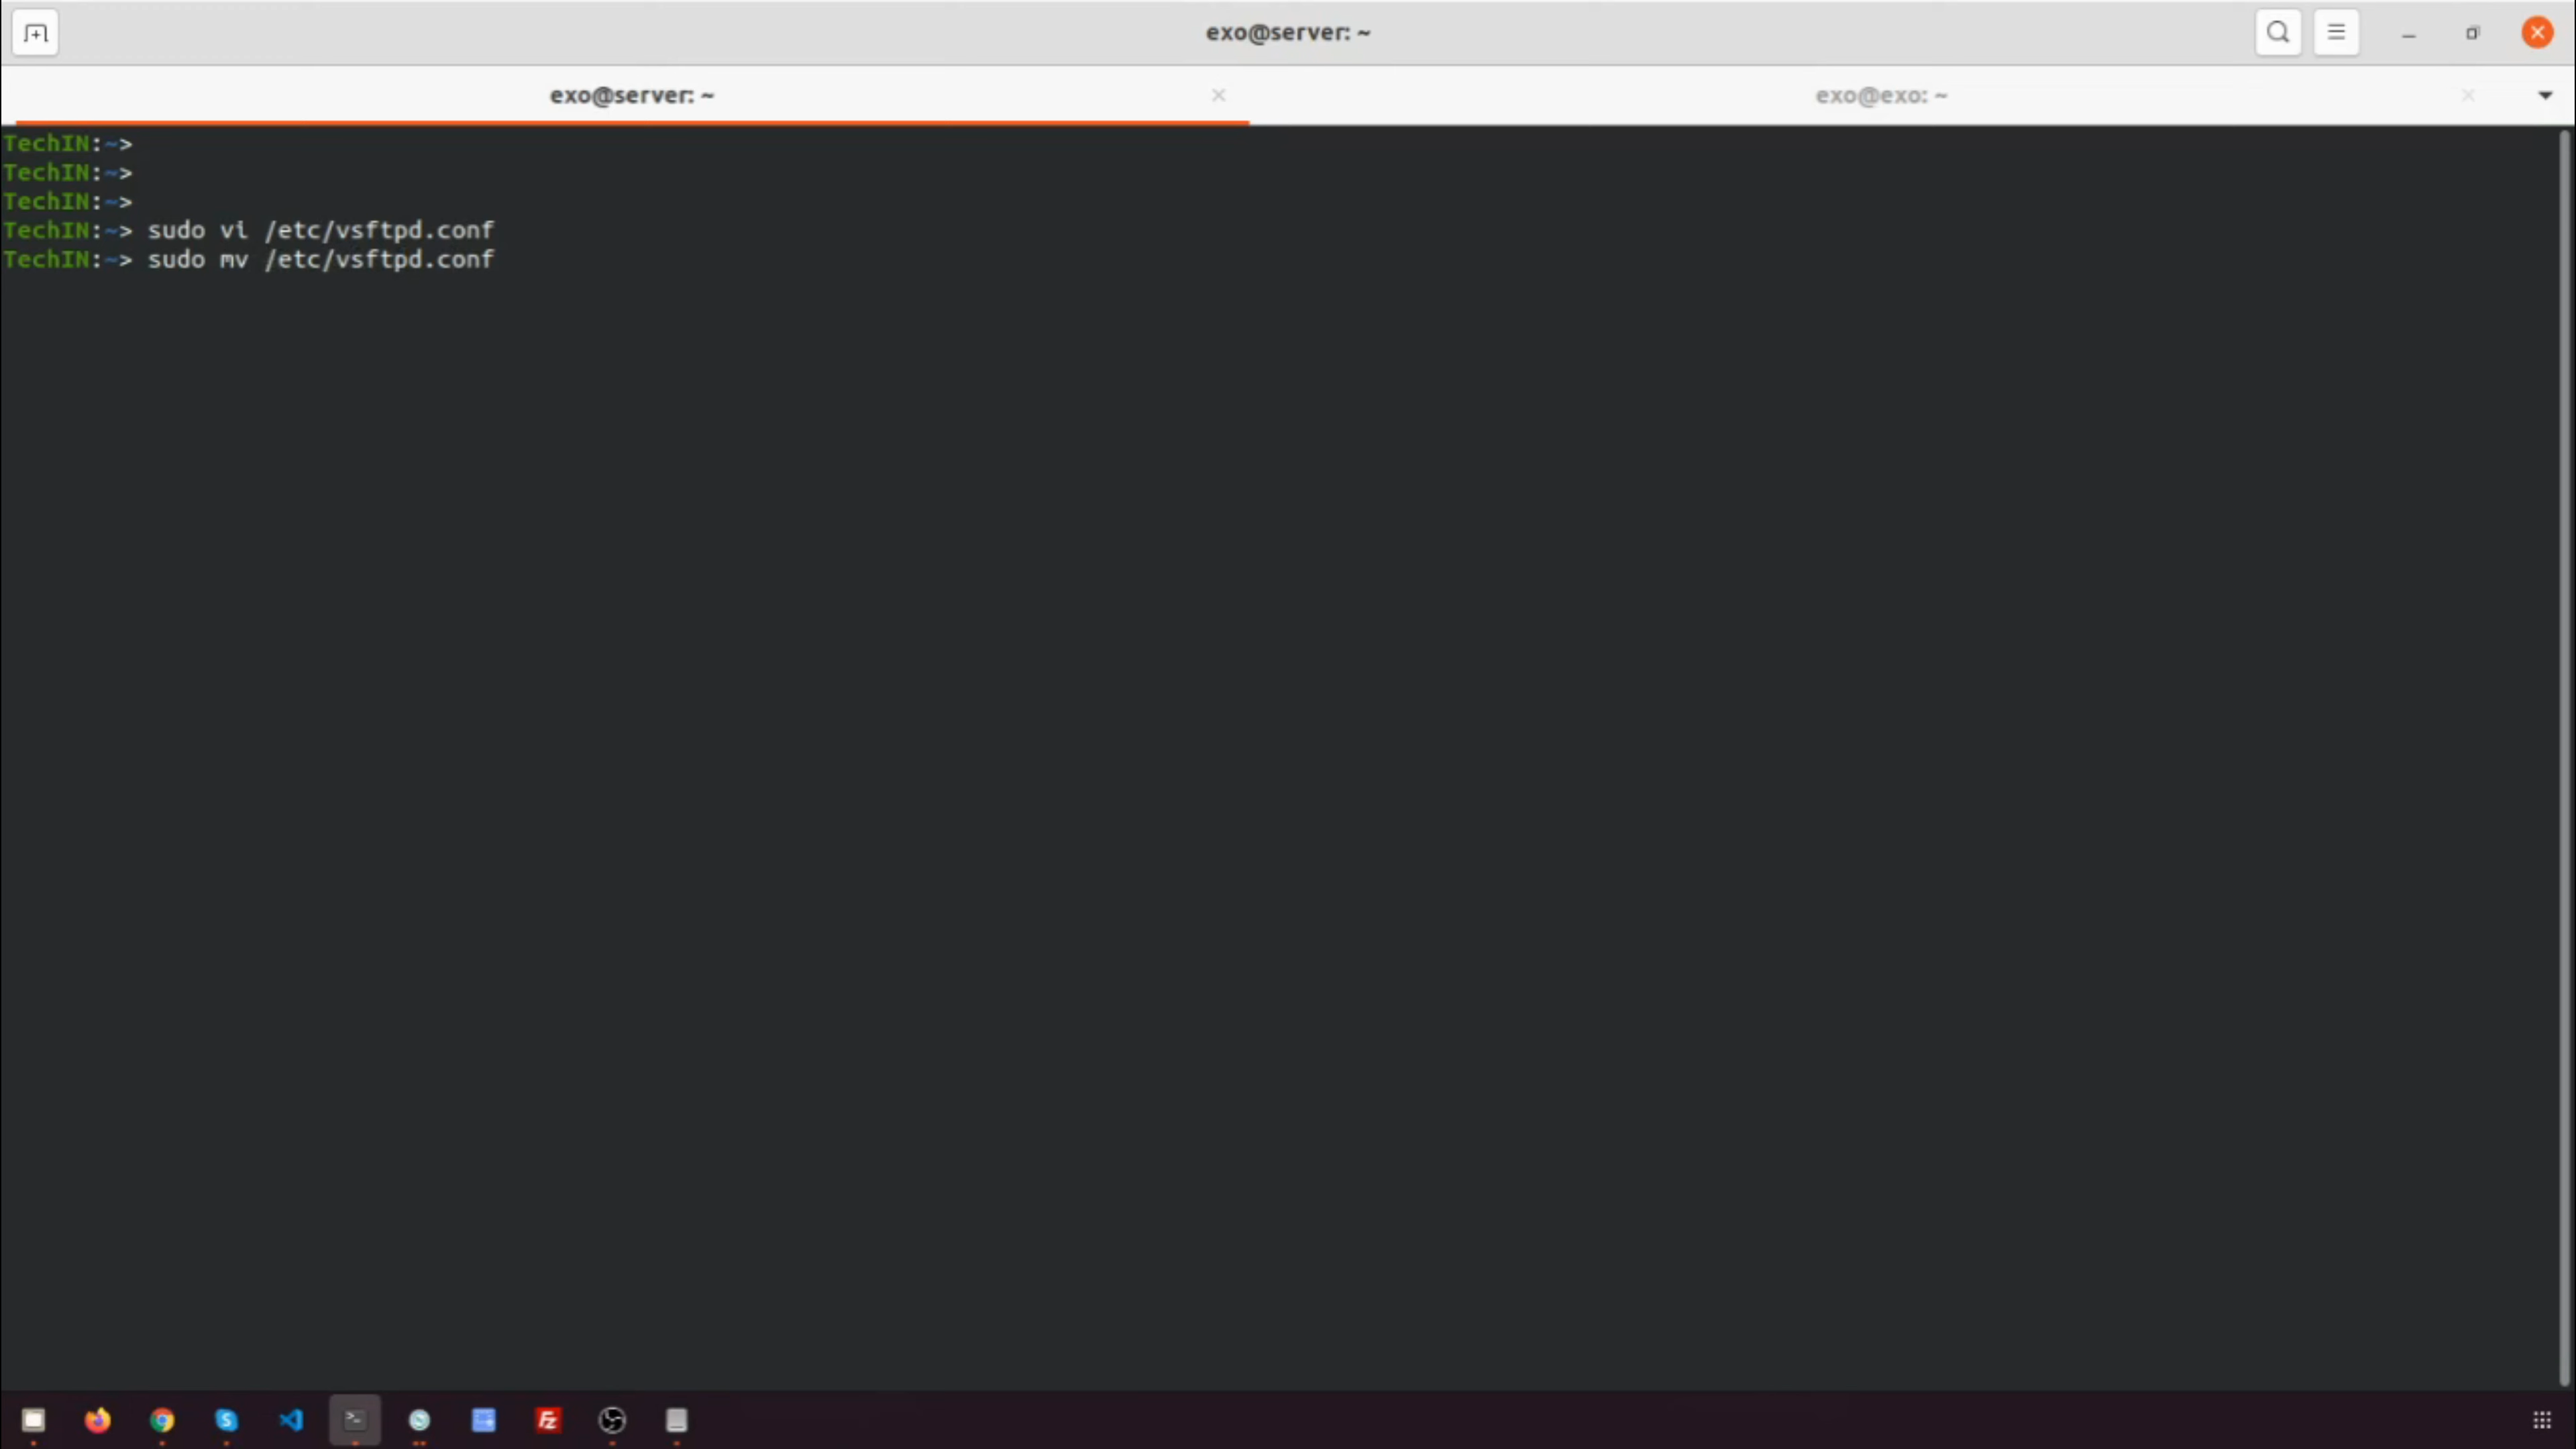 exo@server: ~
exo@server: ~
exo@exo: ~
TechIN:~>
TechIN:~>
TechIN:~>
TechIN:~> sudo vi /etc/vsftpd.conf
TechIN:~> sudo mv /etc/vsftpd.conf